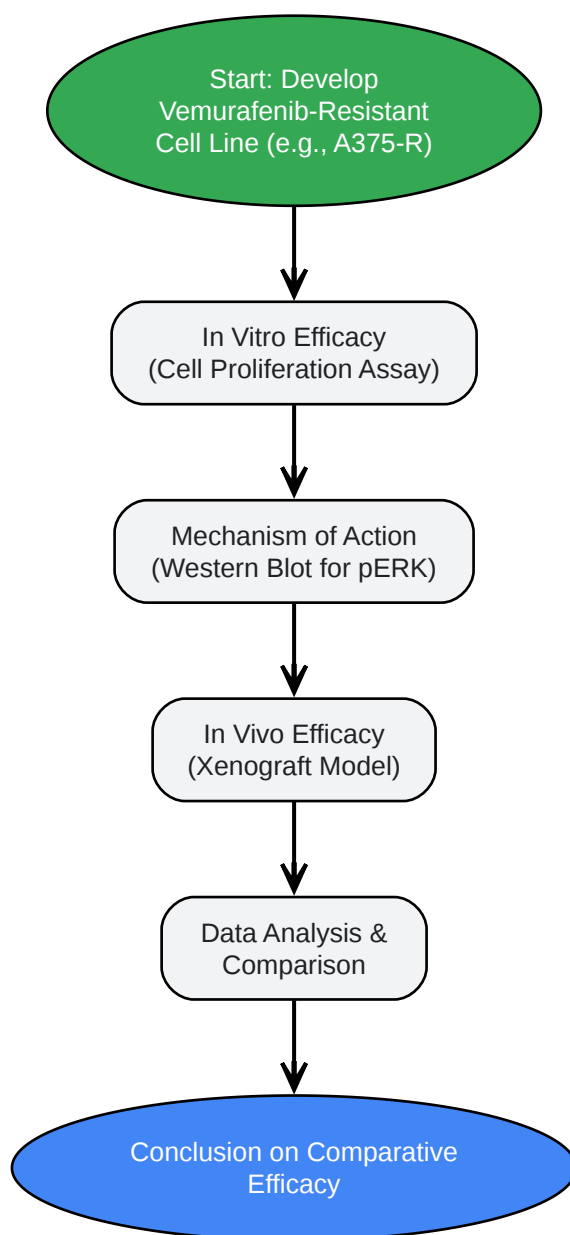 Start: Develop
Vemurafenib-Resistant
Cell Line (e.g., A375-R)
In Vitro Efficacy
(Cell Proliferation Assay)
Mechanism of Action
(Western Blot for pERK)
In Vivo Efficacy
(Xenograft Model)
Data Analysis &
Comparison
Conclusion on Comparative
Efficacy